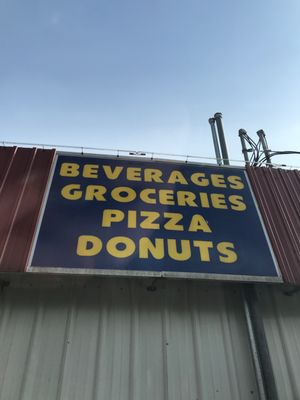 BEVERAGES
GROCERIES
PIZZA
DONUTS